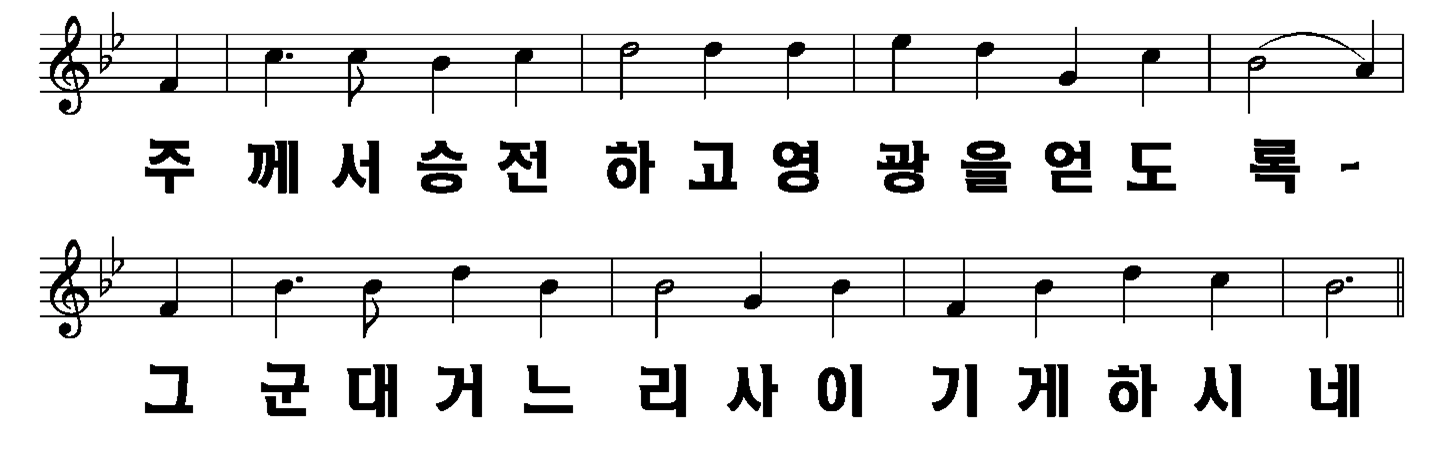 주 께 서 승 전 하 고 영 광 을 얻 도 록 -
그 군 대 거 느 리 사 이 기 게 하 시 네